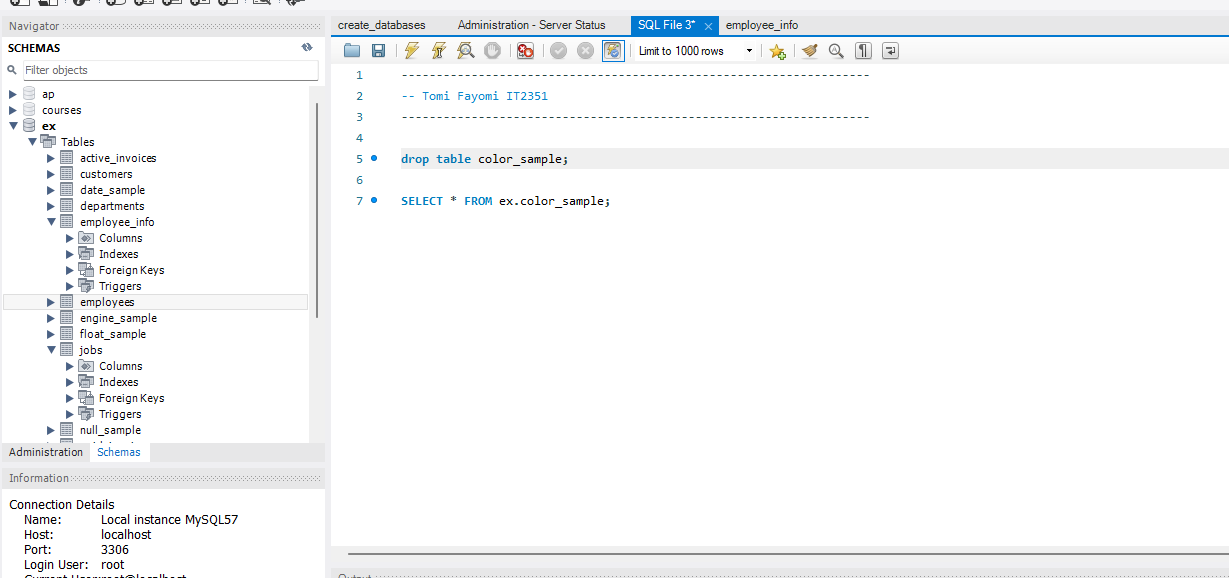 Navigator
SCHEMAS
Filter objects
ap
courses
ex
Tables
active_invoices
customers
date_sample
departments
employee_info
Columns
Indexes
Foreign Keys
Triggers
employees
engine_sample
float_sample
jobs
Columns
Indexes
Foreign Keys
Triggers
null_sample
Administration Schemas
Information
Connection Details
Name: Local instance MySQL57
Host: localhost
Port: 3306
Login User: root
create_databases Administration - Server Status SQL File 3* employee_info
Limit to 1000 rows
1 -------------------------------------------------------------------
2 -- Tomi Fayomi IT2351
3 -------------------------------------------------------------------
4
5 drop table color_sample;
6
7 SELECT * FROM ex.color_sample;